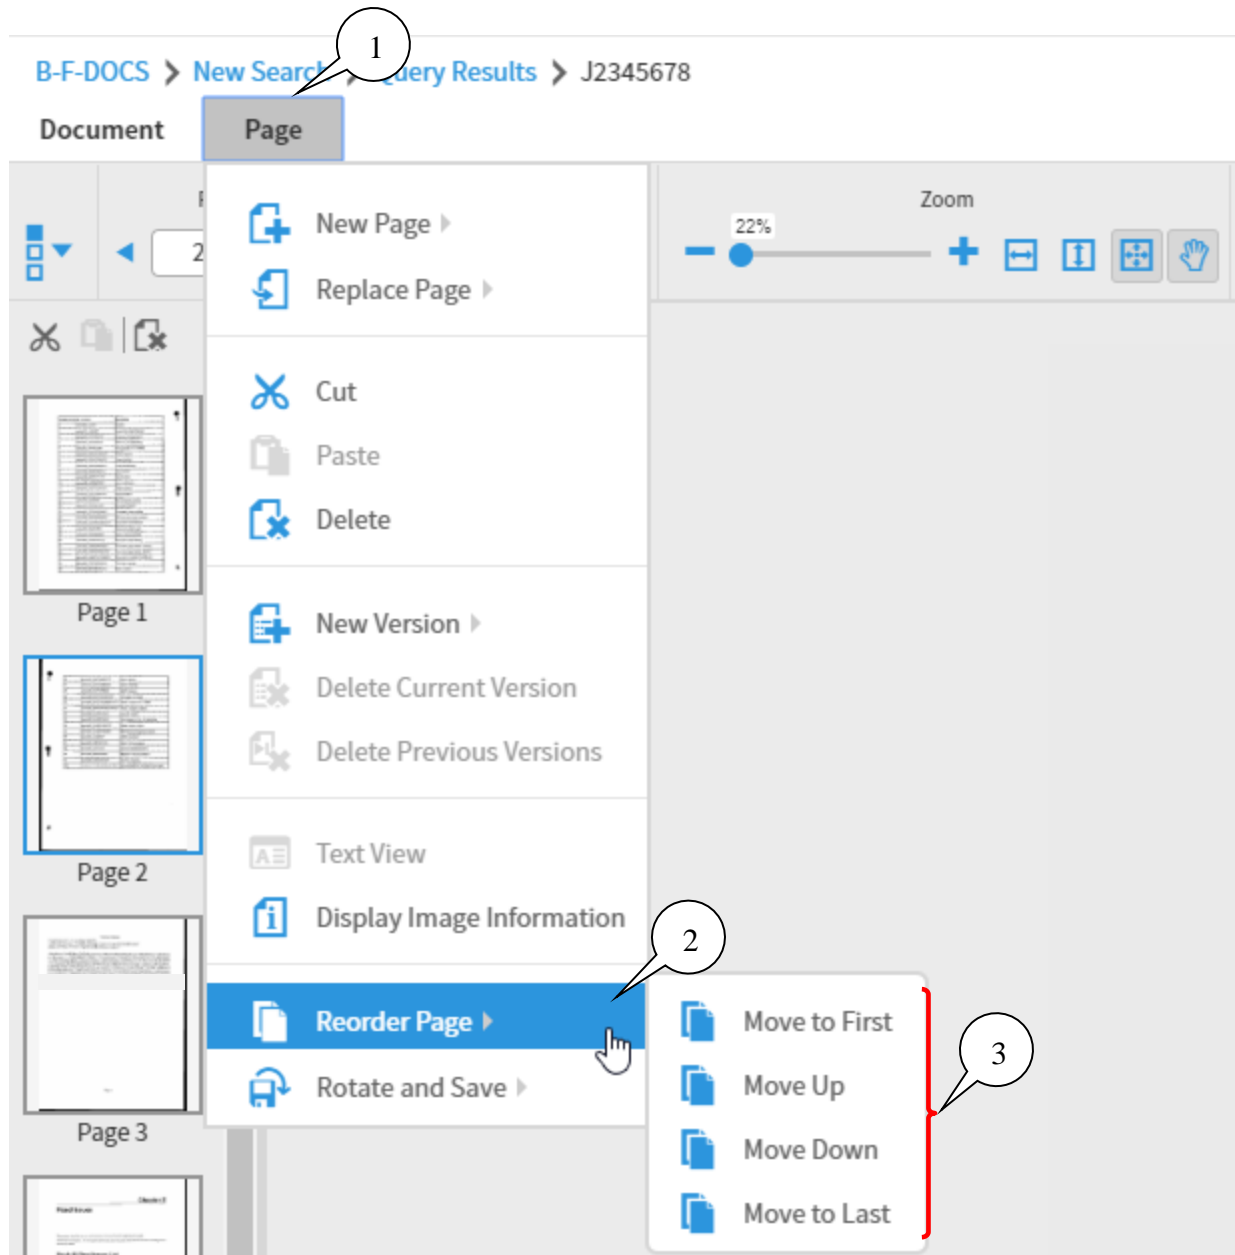 1
B-F-DOCS > New Search > Query Results > J2345678
Document Page
Zoom
22%
2
New Page
Replace Page
Cut
Paste
Delete
Page 1
New Version
Delete Current Version
Delete Previous Versions
Page 2
Text View
Display Image Information
2
Reorder Page
Move to First
3
Rotate and Save
Move Up
Page 3
Move Down
Move to Last